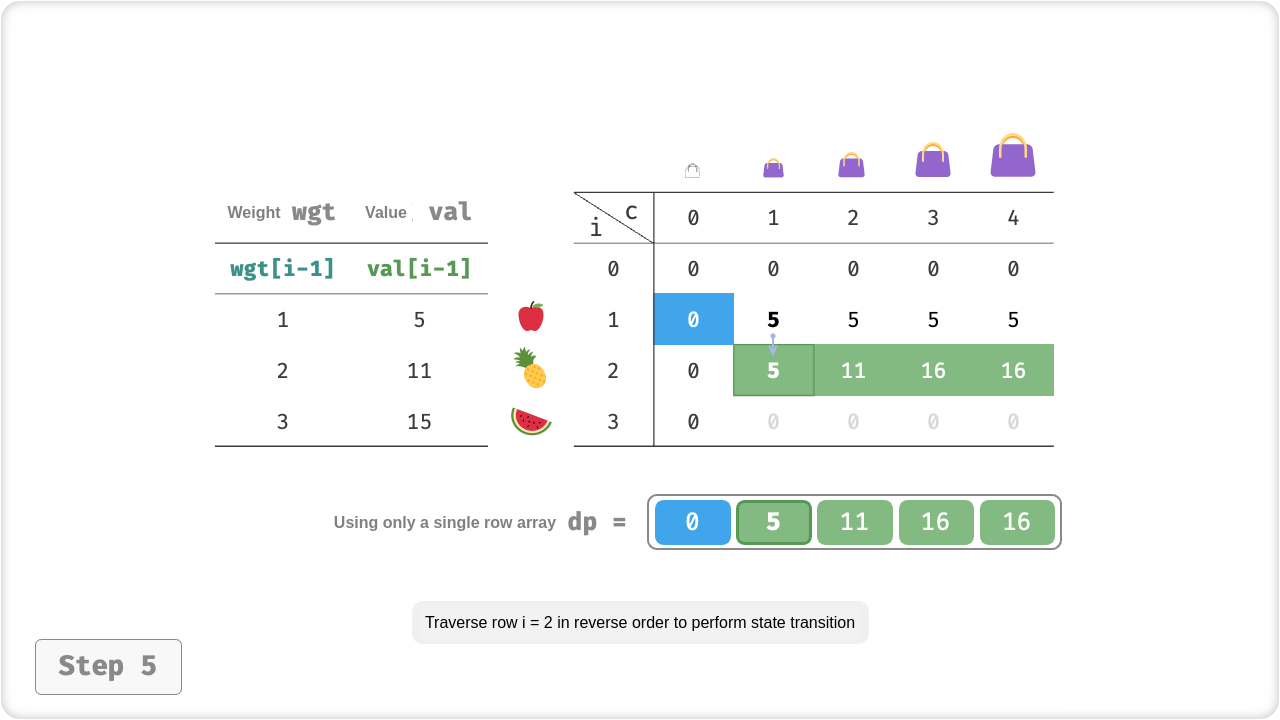 Weight wgt Value val
wgt[i-1] val[i-1]
1 5
2 11
3 15
c
i
0 1 2 3 4
0 0 0 0 0 0
1 0 5 5 5 5
2 0 5 11 16 16
3 0 0 0 0 0
Using only a single row array dp = 0 5 11 16 16
Traverse row i = 2 in reverse order to perform state transition
Step 5